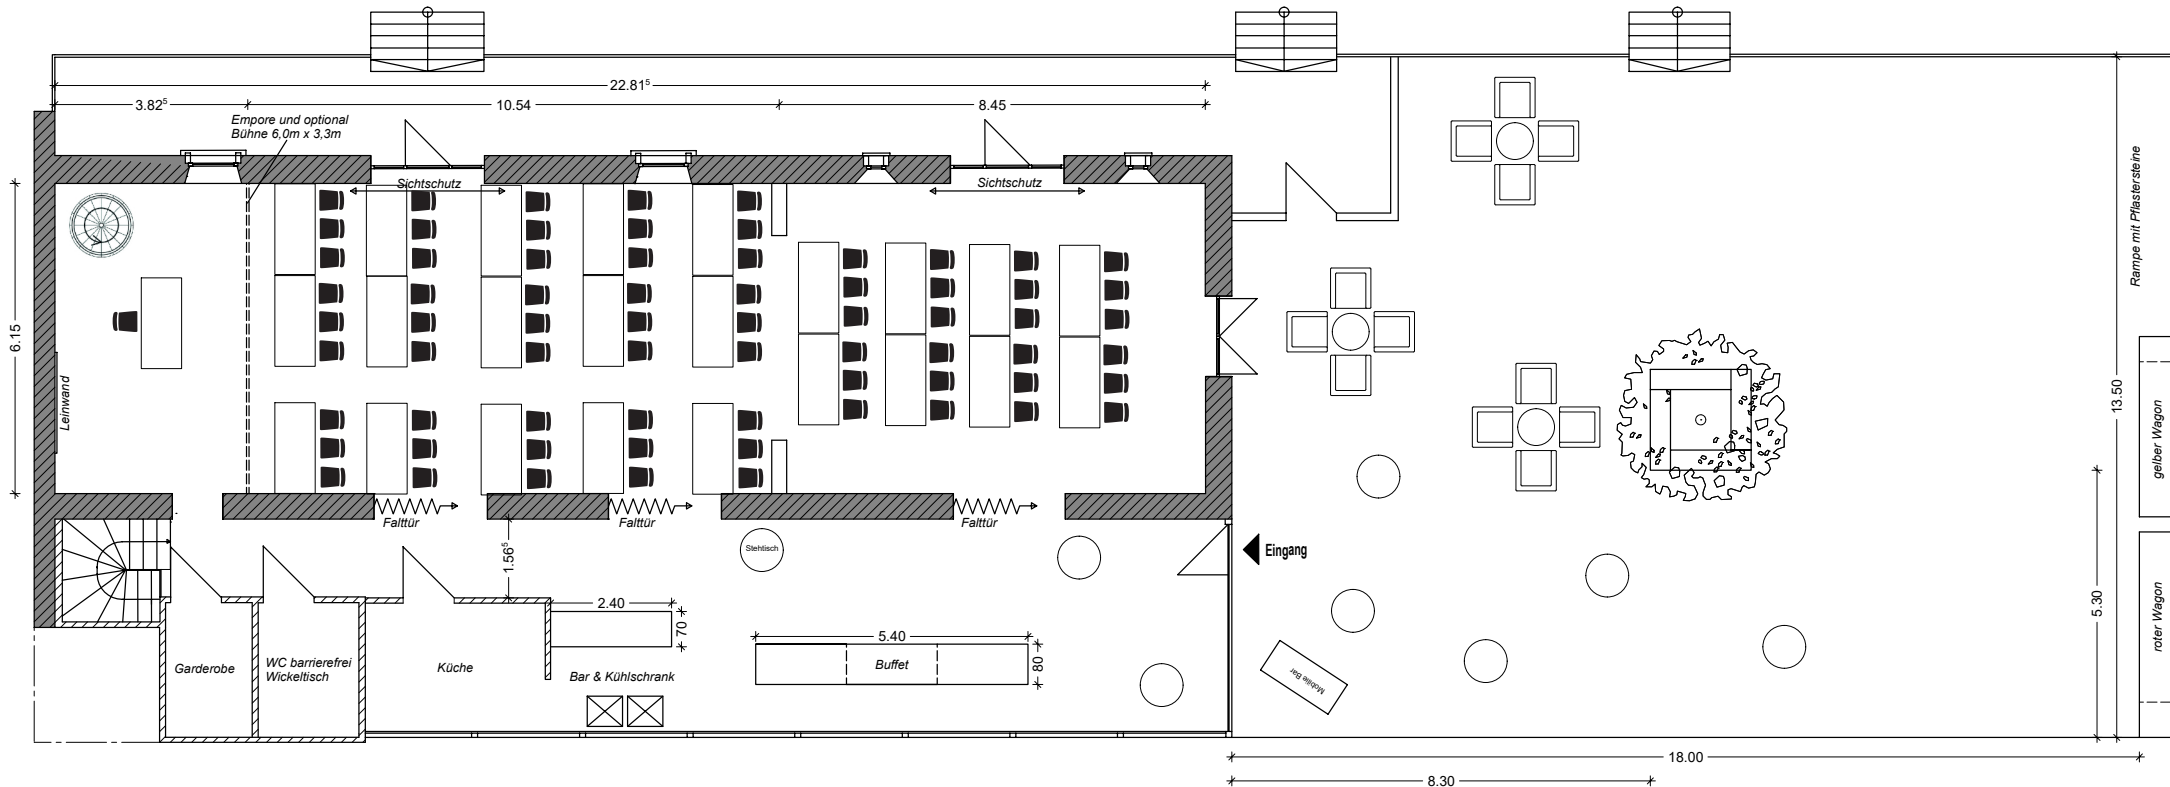 22.81⁵
3.82⁵
10.54
8.45
Empore und optional
Bühne 6,0m x 3,3m
Sichtschutz
Sichtschutz
Rampe mit Pflastersteine
6.15
Leinwand
13.50
gelber Wagon
Falttür
Falttür
Falttür
1.56⁵
Stehtisch
Eingang
2.40
70
5.40
80
5.30
roter Wagon
Garderobe
WC barrierefrei
Wickeltisch
Küche
Bar & Kühlschrank
Buffet
Mobile Bar
18.00
8.30